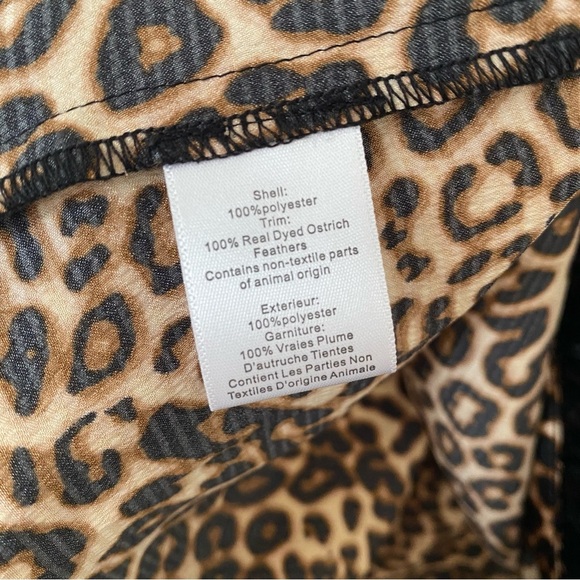 Shell:
100%polyester
Trim:
100% Real Dyed Ostrich
Feathers
Contains non-textile parts
of animal origin
Exterieur:
100%polyester
Garniture:
100% Vraies Plume
D'autruche Tientes
Contient Les Parties Non
Textiles D'origine Animale